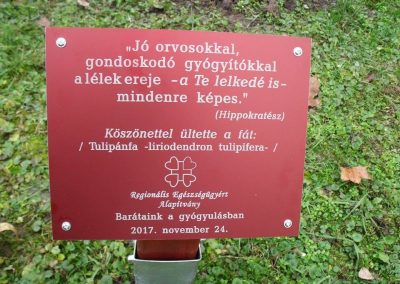 „Jó orvosokkal,
gondoskodó gyógyítókkal
a lélek ereje -a Te lelkedé is-
mindenre képes."
(Hippokratész)
Köszönettel ültette a fát:
/ Tulipánfa -liriodendron tulipifera- /
Regionális Egészségügyért
Alapítvány
Barátaink a gyógyulásban
2017. november 24.